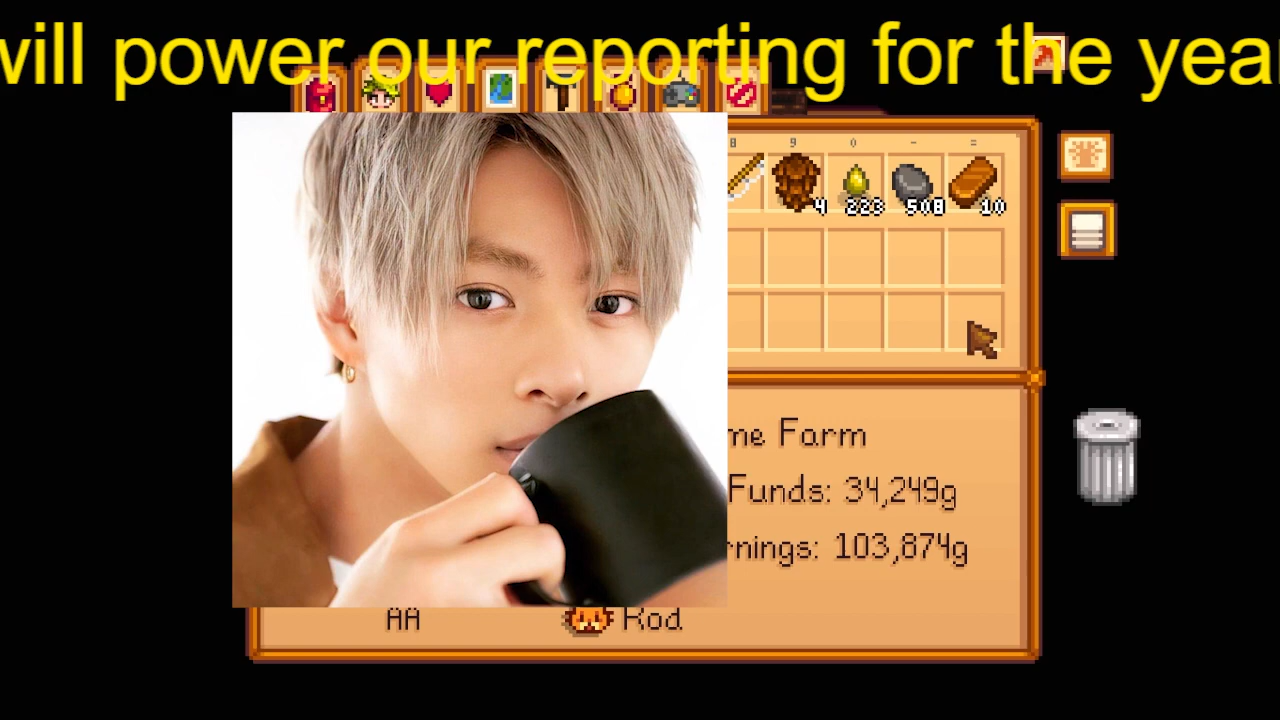 will power our reporting for the year
8 9 0 - =
4 223 508 10
me Farm
Funds: 34,249g
rnings: 103,874g
AA Rod